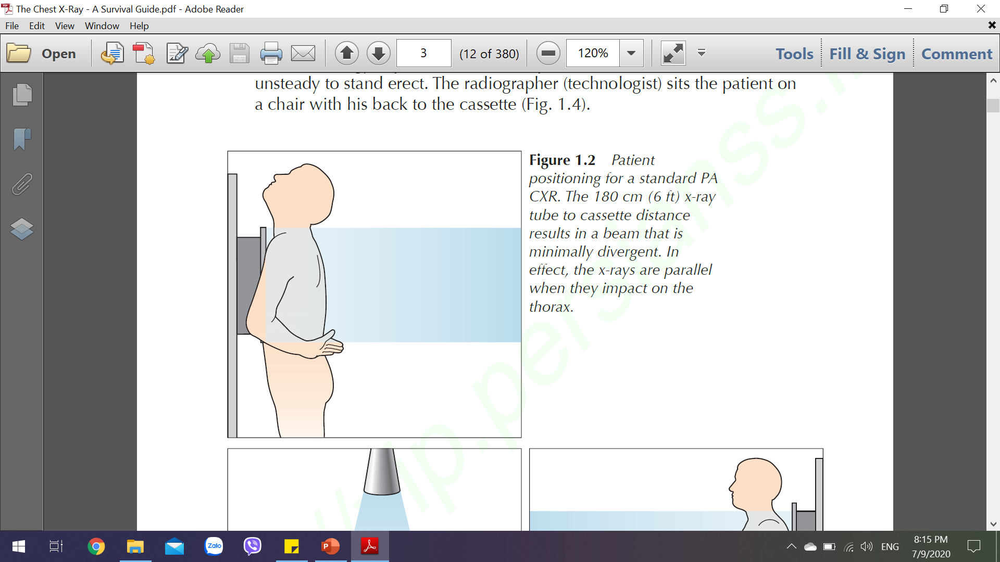 The Chest X-Ray - A Survival Guide.pdf - Adobe Reader
File Edit View Window Help
Open 3 (12 of 380) 120% Tools Fill & Sign Comment
unsteady to stand erect. The radiographer (technologist) sits the patient on
a chair with his back to the cassette (Fig. 1.4).
Figure 1.2 Patient
positioning for a standard PA
CXR. The 180 cm (6 ft) x-ray
tube to cassette distance
results in a beam that is
minimally divergent. In
effect, the x-rays are parallel
when they impact on the
thorax.
Zalo
ENG
8:15 PM
7/9/2020